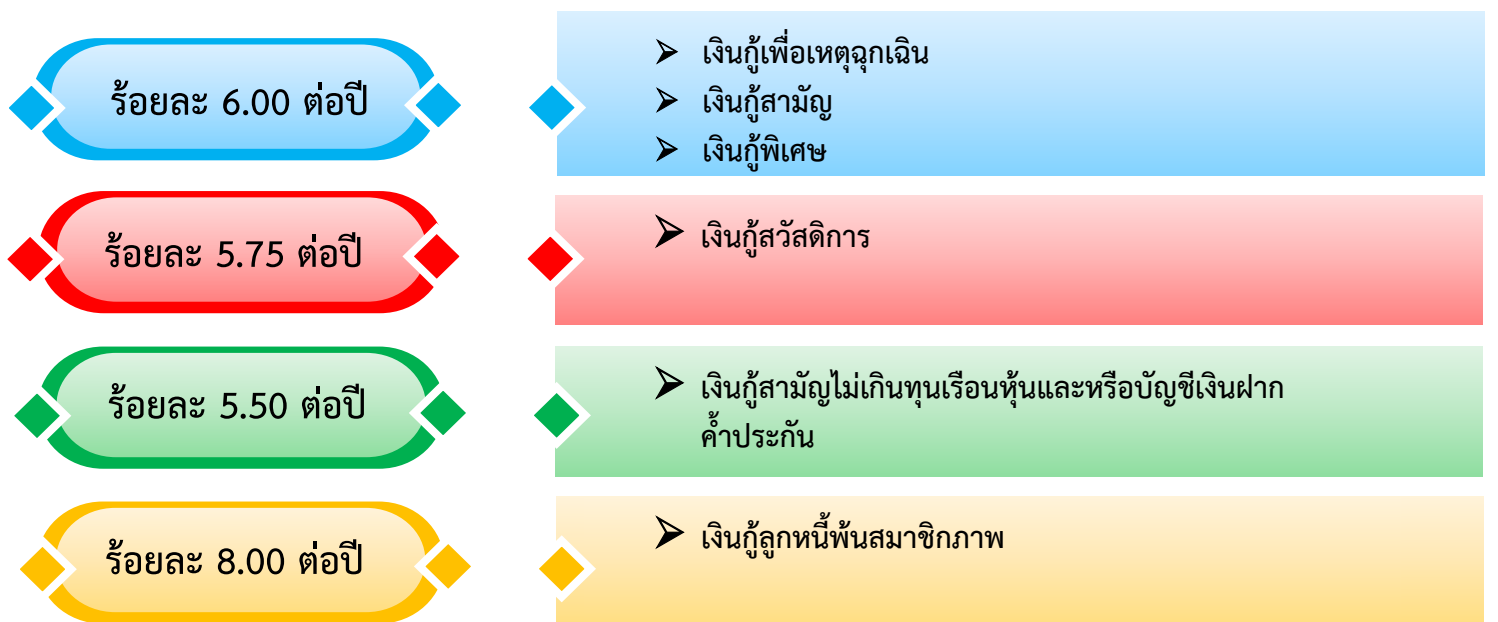 ร้อยละ 6.00 ต่อปี
➢ เงินกู้เพื่อเหตุฉุกเฉิน
➢ เงินกู้สามัญ
➢ เงินกู้พิเศษ
ร้อยละ 5.75 ต่อปี
➢ เงินกู้สวัสดิการ
ร้อยละ 5.50 ต่อปี
➢ เงินกู้สามัญไม่เกินทุนเรือนหุ้นและหรือบัญชีเงินฝาก
ค้ำประกัน
ร้อยละ 8.00 ต่อปี
➢ เงินกู้ลูกหนี้พ้นสมาชิกภาพ